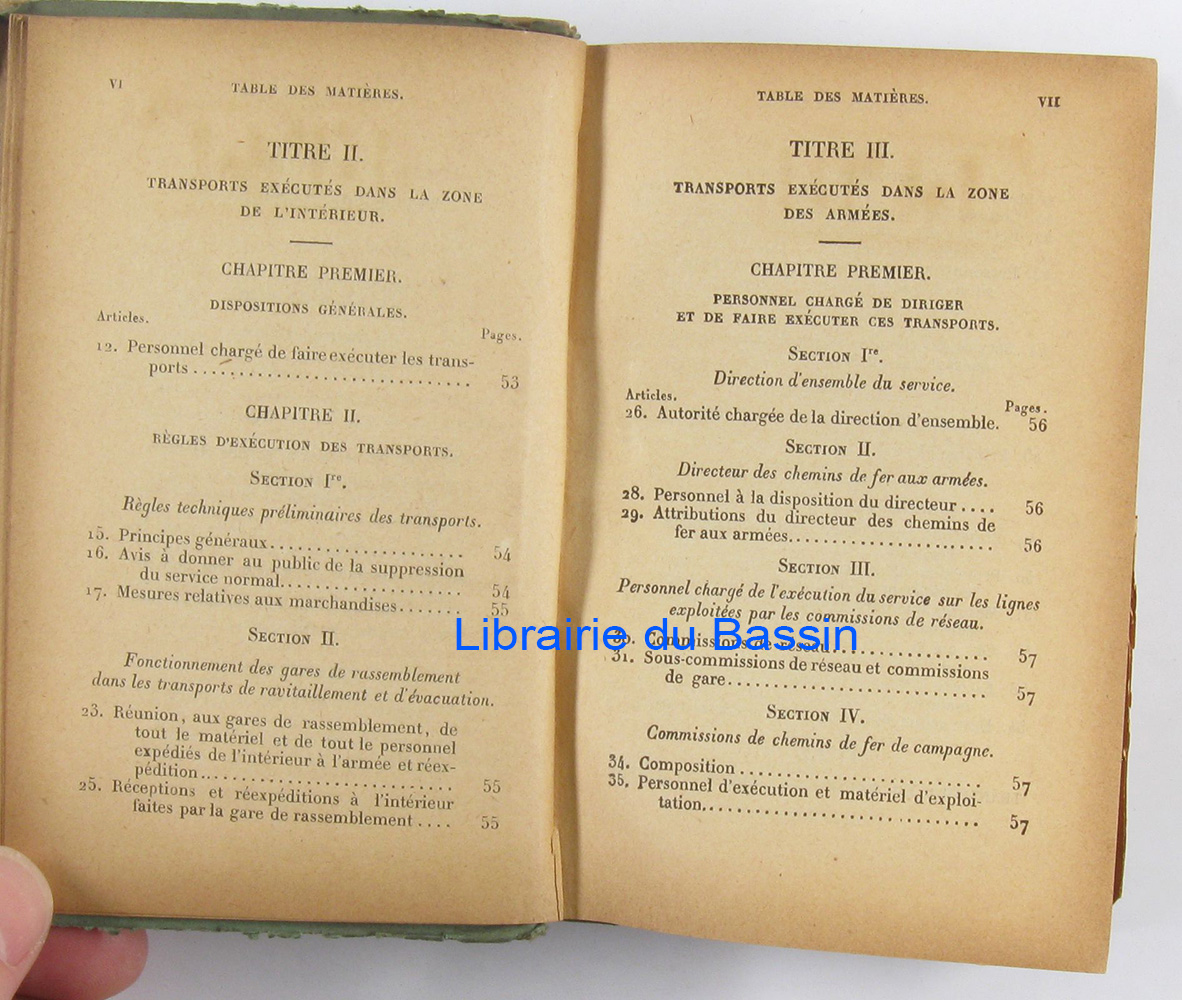 VI
TABLE DES MATIÈRES.
TITRE II.
TRANSPORTS EXÉCUTÉS DANS LA ZONE
DE L'INTÉRIEUR.
CHAPITRE PREMIER.
DISPOSITIONS GÉNÉRALES.
Articles.
Pages.
12. Personnel chargé de faire exécuter les trans-
ports .............................. 53
CHAPITRE II.
RÈGLES D'EXÉCUTION DES TRANSPORTS.
SECTION Ire.
Règles techniques préliminaires des transports.
15. Principes généraux..................... 54
16. Avis à donner au public de la suppression
du service normal.................... 54
17. Mesures relatives aux marchandises....... 55
SECTION II.
Fonctionnement des gares de rassemblement
dans les transports de ravitaillement et d'évacuation.
23. Réunion, aux gares de rassemblement, de
tout le matériel et de tout le personnel
expédiés de l'intérieur à l'armée et réex-
pédition........................... 55
25. Réceptions et réexpéditions à l'intérieur
faites par la gare de rassemblement .... 55
TABLE DES MATIÈRES.
VII
TITRE III.
TRANSPORTS EXÉCUTÉS DANS LA ZONE
DES ARMÉES.
CHAPITRE PREMIER.
PERSONNEL CHARGÉ DE DIRIGER
ET DE FAIRE EXÉCUTER CES TRANSPORTS.
SECTION Ire.
Direction d'ensemble du service.
Articles.
Pages.
26. Autorité chargée de la direction d'ensemble. 56
SECTION II.
Directeur des chemins de fer aux armées.
28. Personnel à la disposition du directeur .... 56
29. Attributions du directeur des chemins de
fer aux armées...................... 56
SECTION III.
Personnel chargé de l'exécution du service sur les lignes
exploitées par les commissions de réseau.
30. Commissions de réseau................. 57
31. Sous-commissions de réseau et commissions
de gare............................ 57
SECTION IV.
Commissions de chemins de fer de campagne.
34. Composition .......................... 57
35. Personnel d'exécution et matériel d'exploi-
tation.............................. 57
Librairie du Bassin